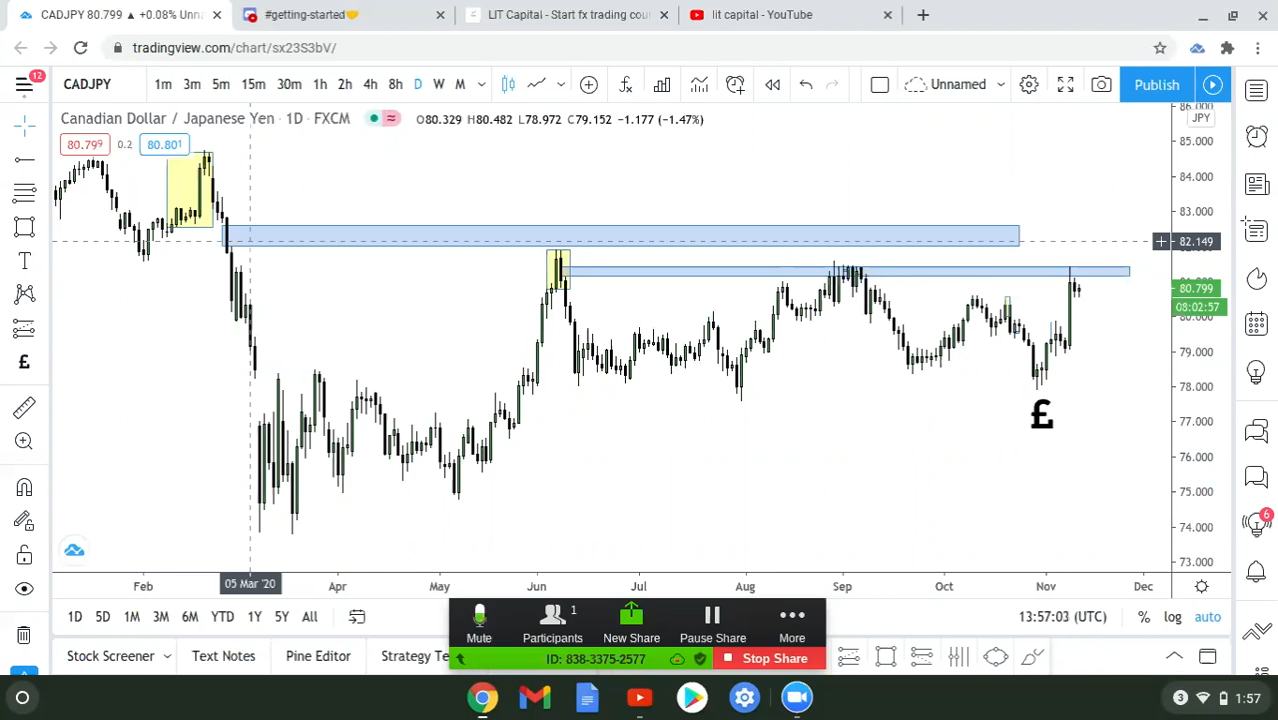 CADJPY 80.799 ▲ +0.08% Unna
#getting-started🤝
LIT Capital - Start fx trading cou
lit capital - YouTube
tradingview.com/chart/sx23S3bV/
12
CADJPY
1m 3m 5m 15m 30m 1h 2h 4h 8h D W M
Unnamed
Publish
Canadian Dollar / Japanese Yen · 1D · FXCM
O80.329 H80.482 L78.972 C79.152 −1.177 (−1.47%)
80.799 0.2 80.801
86.000
JPY
85.000
84.000
83.000
82.149
80.799
08:02:57
80.000
79.000
78.000
77.000
76.000
75.000
74.000
73.000
£
£
6
Feb 05 Mar '20 Apr May Jun Jul Aug Sep Oct Nov Dec
1D 5D 1M 3M 6M YTD 1Y 5Y All
13:57:03 (UTC) % log auto
Mute
Participants 1
New Share
Pause Share
More
ID: 838-3375-2577
Stop Share
Stock Screener Text Notes Pine Editor Strategy Te
3 1:57